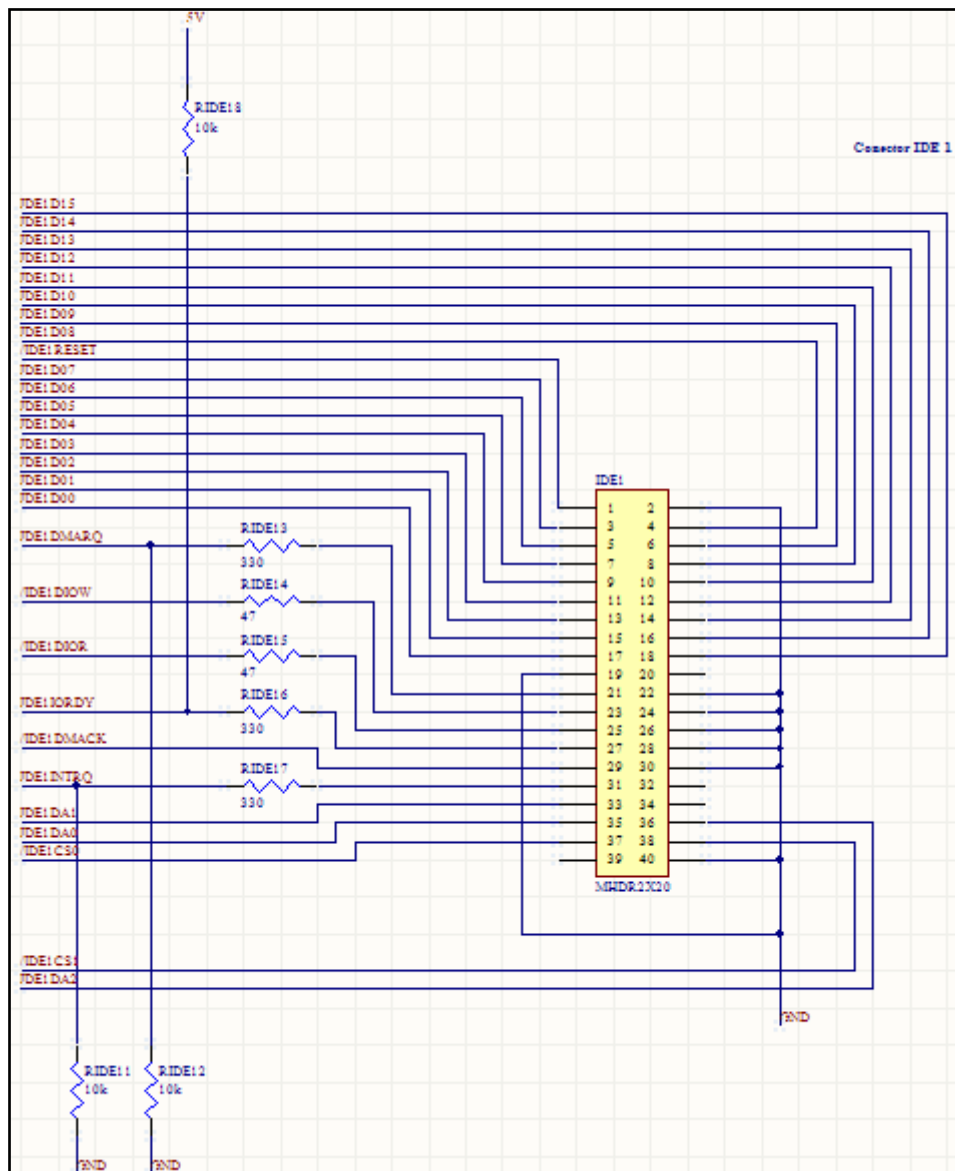 5V
RIDE18
10k
Conector IDE 1
IDE1D15
IDE1D14
IDE1D13
IDE1D12
IDE1D11
IDE1D10
IDE1D09
IDE1D08
/IDE1RESET
IDE1D07
IDE1D06
IDE1D05
IDE1D04
IDE1D03
IDE1D02
IDE1D01
IDE1D00
IDE1
IDE1DMARQ
RIDE13
330
/IDE1DIOW
RIDE14
47
/IDE1DIOR
RIDE15
47
IDE1IORDY
RIDE16
330
/IDE1DMACK
IDE1INTRQ
RIDE17
330
IDE1DA1
IDE1DA0
/IDE1CS0
1 2
3 4
5 6
7 8
9 10
11 12
13 14
15 16
17 18
19 20
21 22
23 24
25 26
27 28
29 30
31 32
33 34
35 36
37 38
39 40
MHDR2X20
/IDE1CS1
IDE1DA2
GND
RIDE11
10k
RIDE12
10k
GND
GND